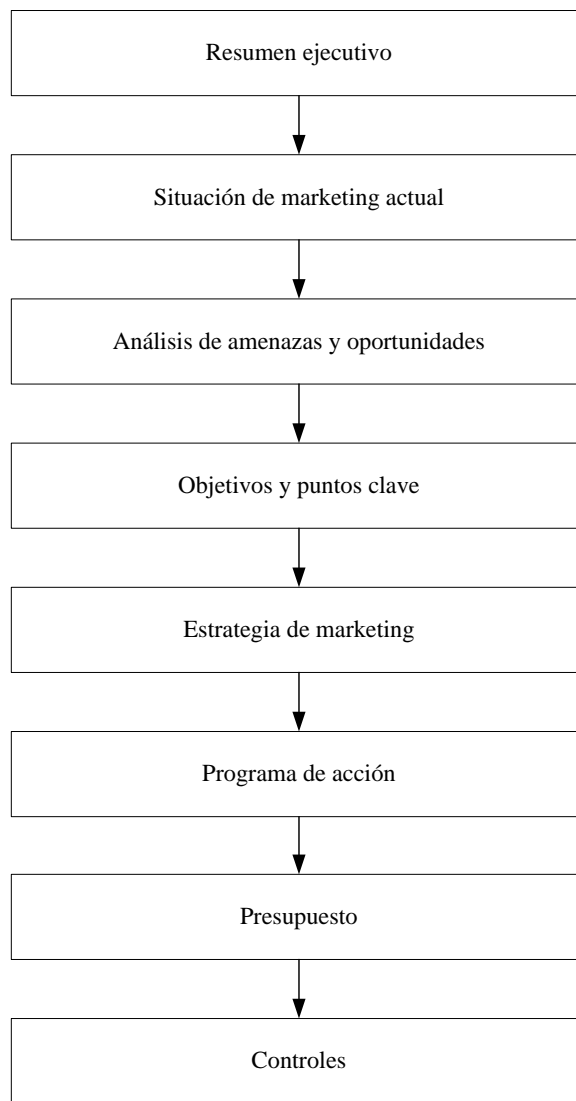 Resumen ejecutivo
Situación de marketing actual
Análisis de amenazas y oportunidades
Objetivos y puntos clave
Estrategia de marketing
Programa de acción
Presupuesto
Controles